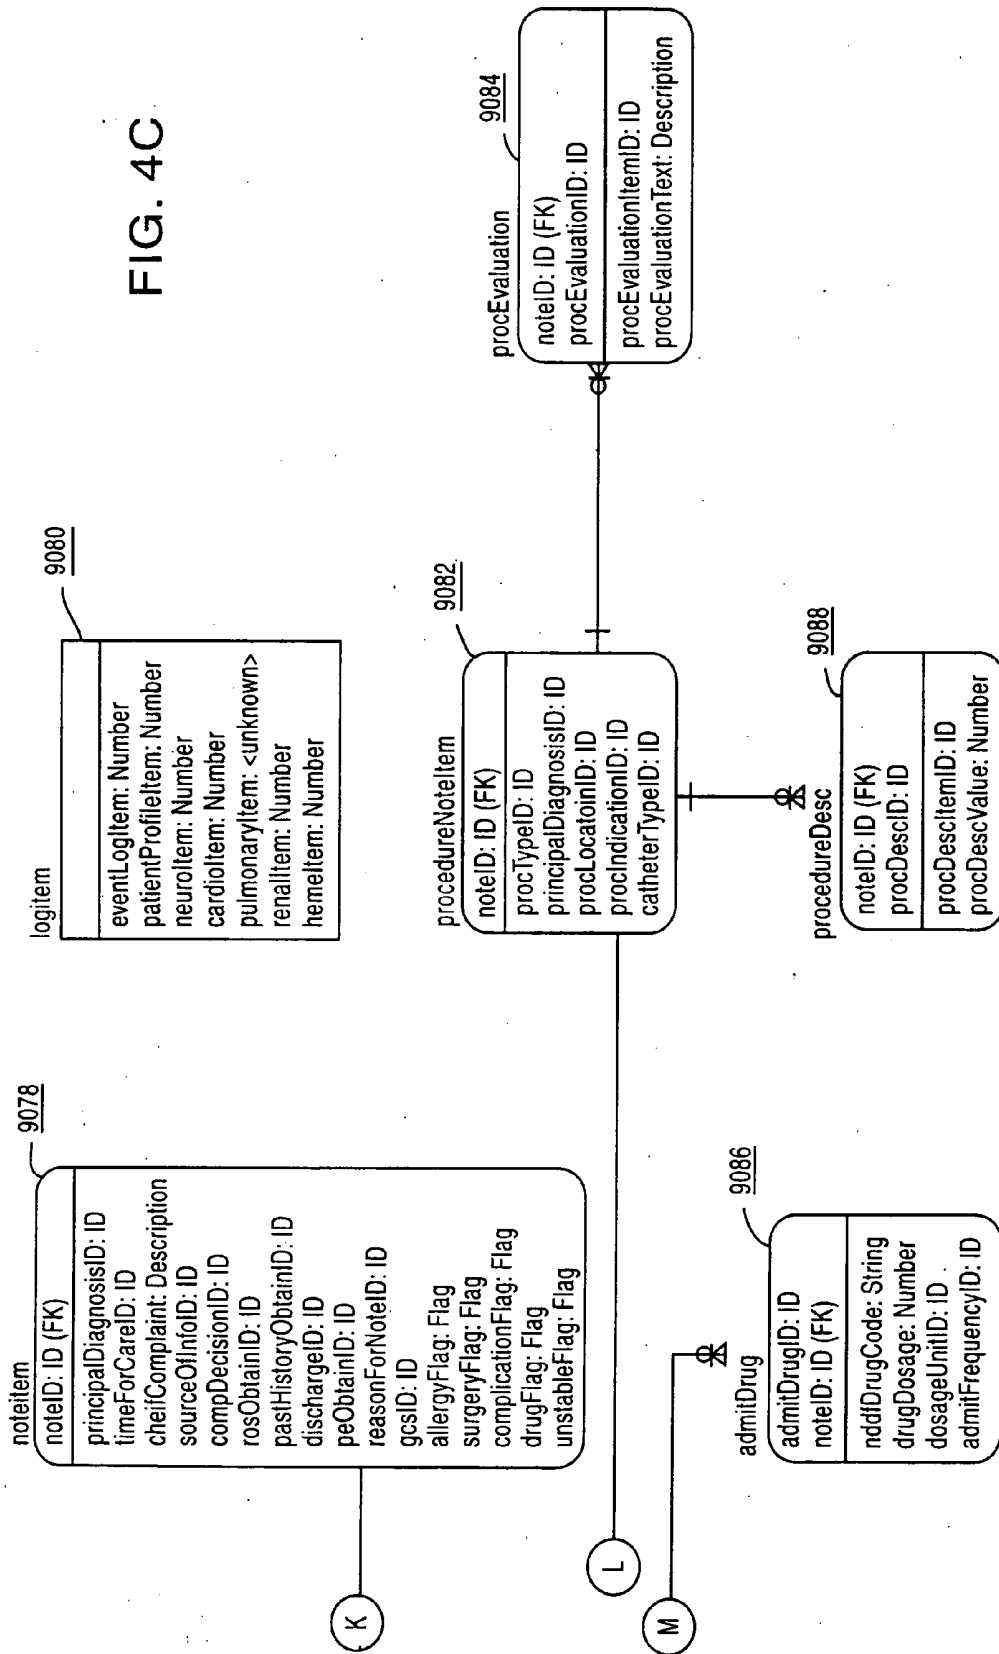 FIG. 4C
noteitem
9078
noteID: ID (FK)
principalDiagnosisID: ID
timeForCareID: ID
cheifComplaint: Description
sourceOfInfoID: ID
compDecisionID: ID
rosObtainID: ID
pastHistoryObtainID: ID
dischargeID: ID
peObtainID: ID
reasonForNoteID: ID
gcsID: ID
allergyFlag: Flag
surgeryFlag: Flag
complicationFlag: Flag
drugFlag: Flag
unstableFlag: Flag
K
logitem
9080
eventLogItem: Number
patientProfileItem: Number
neuroItem: Number
cardioItem: Number
pulmonaryItem: <unknown>
renalItem: Number
hemeItem: Number
L
procedureNoteItem
9082
noteID: ID (FK)
procTypeID: ID
principalDiagnosisID: ID
procLocatoinID: ID
procIndicationID: ID
catheterTypeID: ID
procEvaluation
9084
noteID: ID (FK)
procEvaluationID: ID
procEvaluationItemID: ID
procEvaluationText: Description
M
admitDrug
9086
admitDrugID: ID
noteID: ID (FK)
nddfDrugCode: String
drugDosage: Number
dosageUnitID: ID
admitFrequencyID: ID
procedureDesc
9088
noteID: ID (FK)
procDescID: ID
procDescItemID: ID
procDescValue: Number